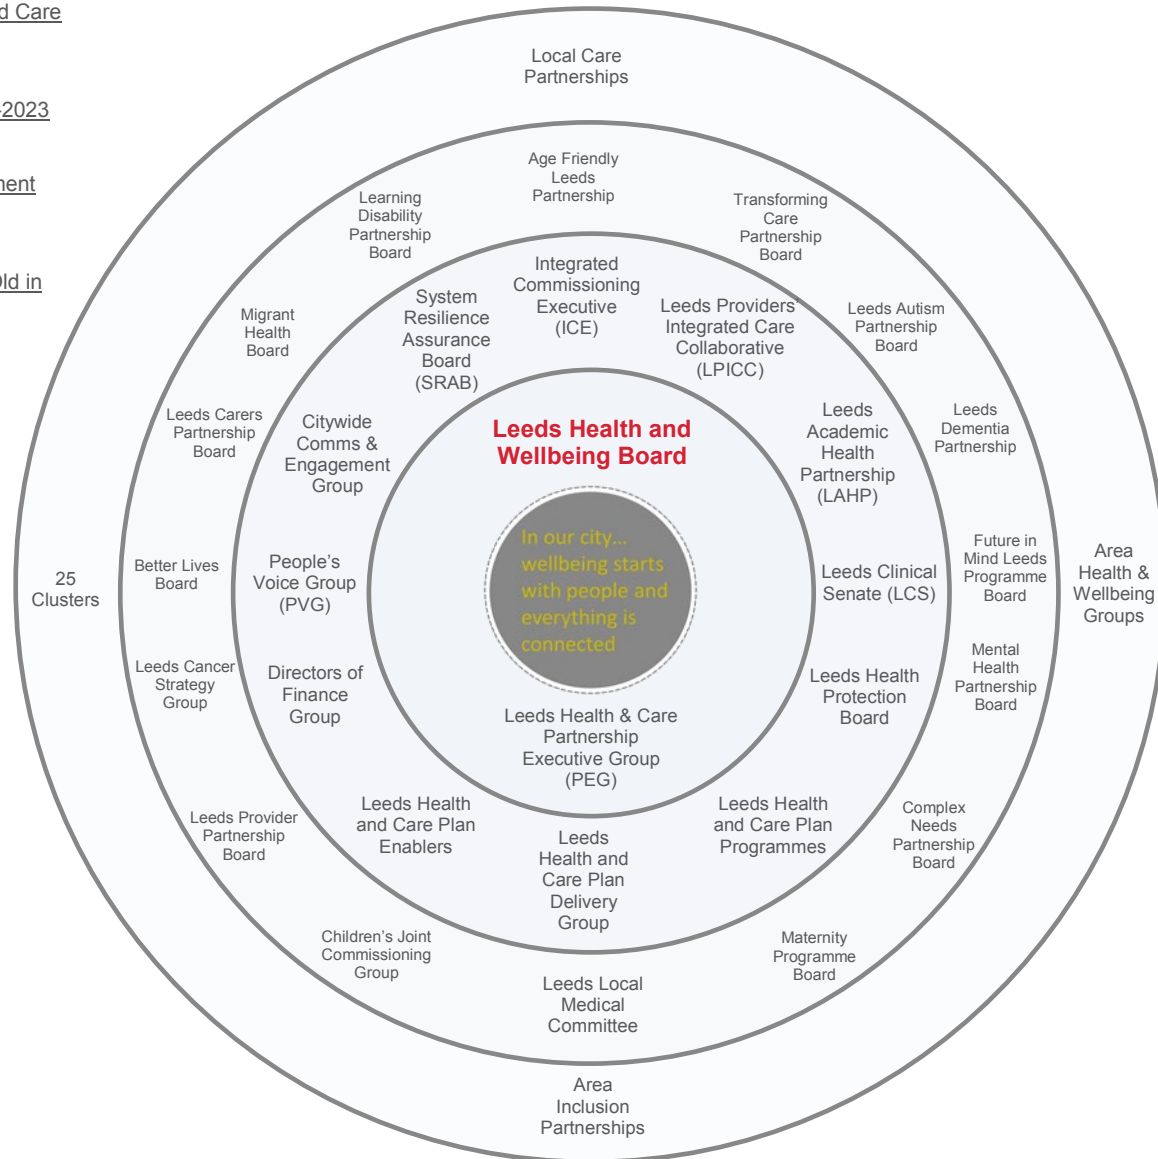 d Care
-2023
ment
Old in
Local Care
Partnerships
Age Friendly
Leeds
Partnership
Learning
Disability
Partnership
Board
Transforming
Care
Partnership
Board
Migrant
Health
Board
Leeds Autism
Partnership
Board
Leeds Carers
Partnership
Board
Leeds
Dementia
Partnership
Better Lives
Board
Future in
Mind Leeds
Programme
Board
Leeds Cancer
Strategy
Group
Mental
Health
Partnership
Board
Leeds Provider
Partnership
Board
Complex
Needs
Partnership
Board
Children's Joint
Commissioning
Group
Maternity
Programme
Board
Leeds Local
Medical
Committee
Integrated
Commissioning
Executive
(ICE)
System
Resilience
Assurance
Board
(SRAB)
Leeds Providers'
Integrated Care
Collaborative
(LPICC)
Citywide
Comms &
Engagement
Group
Leeds
Academic
Health
Partnership
(LAHP)
People's
Voice Group
(PVG)
Leeds Clinical
Senate (LCS)
Directors of
Finance
Group
Leeds Health
Protection
Board
Leeds Health
and Care Plan
Enablers
Leeds
Health and
Care Plan
Delivery
Group
Leeds Health
and Care Plan
Programmes
Leeds Health and
Wellbeing Board
In our city...
wellbeing starts
with people and
everything is
connected
Leeds Health & Care
Partnership
Executive Group
(PEG)
25
Clusters
Area
Health &
Wellbeing
Groups
Area
Inclusion
Partnerships